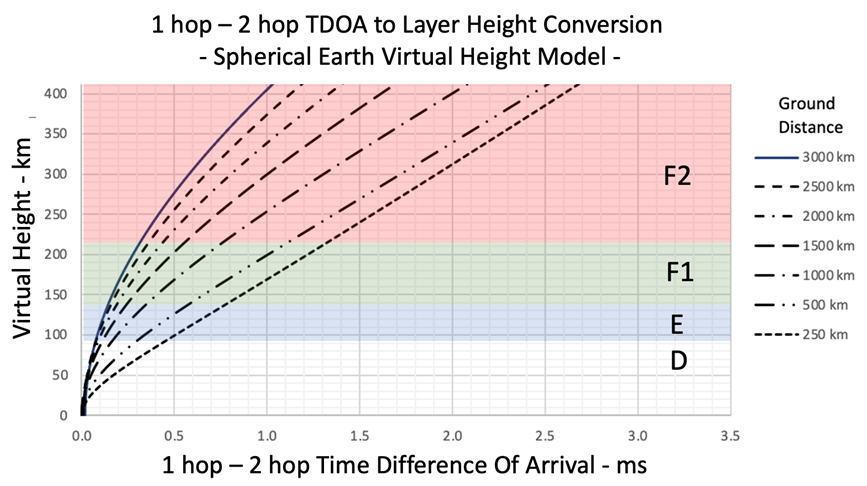 1 hop – 2 hop TDOA to Layer Height Conversion
- Spherical Earth Virtual Height Model -
Virtual Height - km
400
350
300
250
200
150
100
50
0
F2
F1
E
D
0.0 0.5 1.0 1.5 2.0 2.5 3.0 3.5
1 hop – 2 hop Time Difference Of Arrival - ms
Ground
Distance
3000 km
2500 km
2000 km
1500 km
1000 km
500 km
250 km